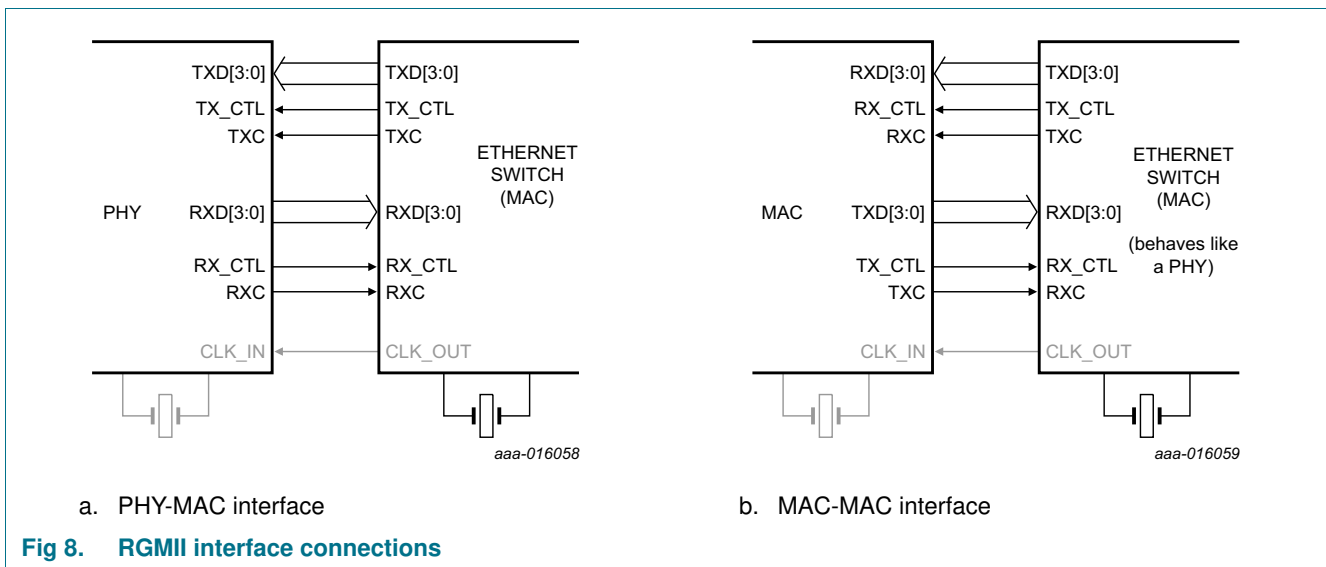 TXD[3:0] TXD[3:0]
TX_CTL TX_CTL
TXC TXC
ETHERNET
SWITCH
(MAC)
PHY RXD[3:0] RXD[3:0]
RX_CTL RX_CTL
RXC RXC
CLK_IN CLK_OUT
aaa-016058
a. PHY-MAC interface
RXD[3:0] TXD[3:0]
RX_CTL TX_CTL
RXC TXC
ETHERNET
SWITCH
(MAC)
MAC TXD[3:0] RXD[3:0]
(behaves like
a PHY)
TX_CTL RX_CTL
TXC RXC
CLK_IN CLK_OUT
aaa-016059
b. MAC-MAC interface
Fig 8. RGMII interface connections